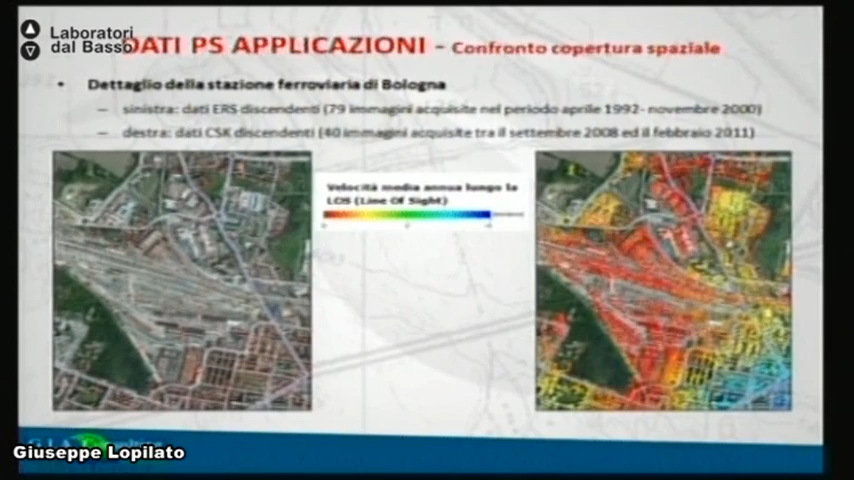 Laboratori
dal Basso
DATI PS APPLICAZIONI – Confronto copertura spaziale
• Dettaglio della stazione ferroviaria di Bologna
– sinistra: dati ERS discendenti (79 immagini acquisite nel periodo aprile 1992- novembre 2000)
– destra: dati CSK discendenti (40 immagini acquisite tra il settembre 2008 ed il febbraio 2011)
Velocità media annua lungo la
LOS (Line Of Sight)
Giuseppe Lopilato